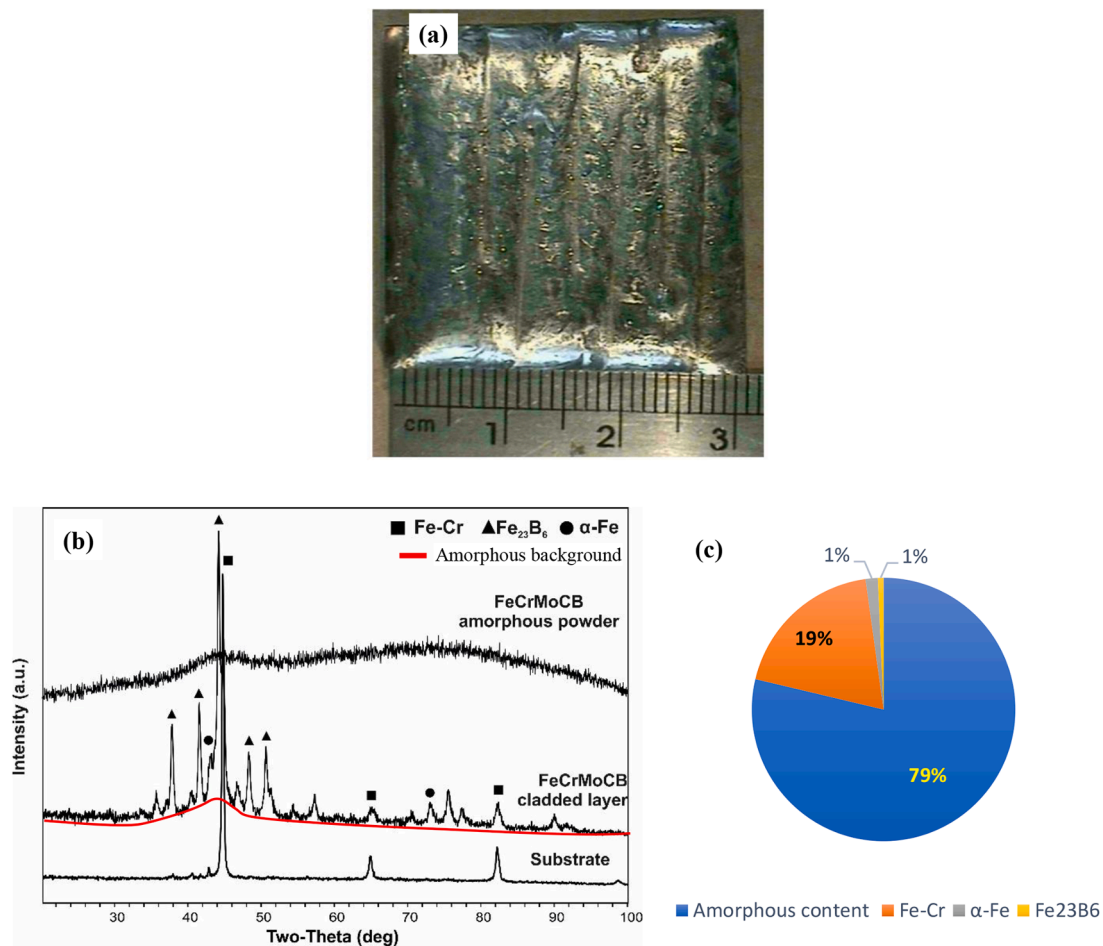 (a)
cm 1 2 3
(b)
■ Fe-Cr ▲Fe₂₃B₆ ● α-Fe
Amorphous background
FeCrMoCB
amorphous powder
FeCrMoCB
cladded layer
Substrate
Intensity (a.u.)
30 40 50 60 70 80 90 100
Two-Theta (deg)
(c)
1% 1%
19%
79%
Amorphous content Fe-Cr α-Fe Fe23B6